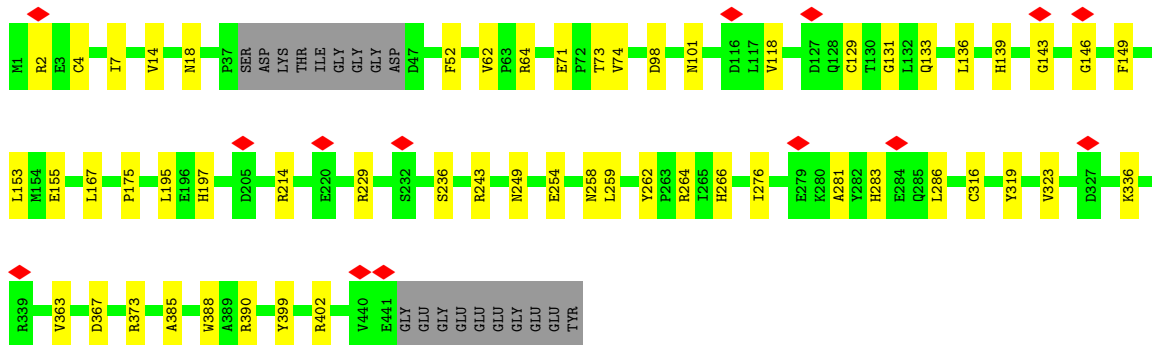 M1 R2 E3 C4 I7 V14 N18 P37 SER ASP LYS THR ILE GLY GLY GLY ASP D47 F52 V62 P63 R64 E71 P72 T73 V74 D98 N101 D116 L117 V118 D127 Q128 C129 T130 G131 L132 Q133 L136 H139 G143 G146 F149
L153 M154 E155 L167 P175 L195 E196 H197 D205 R214 E220 R229 S232 S236 R243 N249 E254 N258 L259 Y262 P263 R264 I265 H266 I276 E279 K280 A281 Y282 H283 E284 Q285 L286 C316 Y319 V323 D327 K336
R339 V363 D367 R373 A385 W388 A389 R390 Y399 R402 V440 E441 GLY GLU GLY GLU GLU GLU GLY GLU GLU TYR